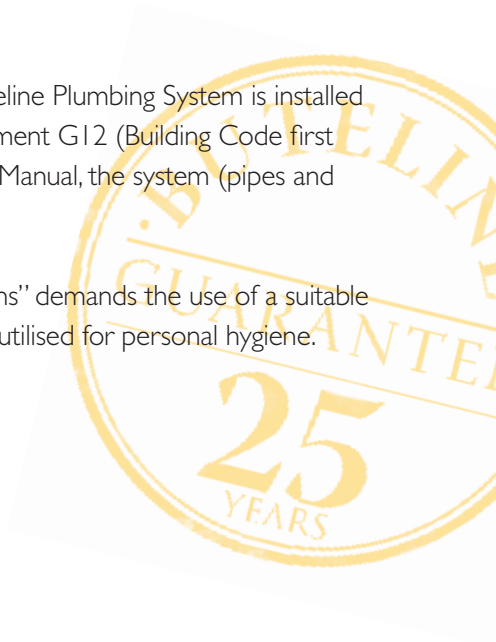 eline Plumbing System is installed
ment G12 (Building Code first
Manual, the system (pipes and
ns” demands the use of a suitable
utilised for personal hygiene.
· BUTELINE
GUARANTEE
25
YEARS